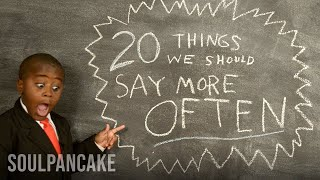 20 THINGS
WE SHOULD
SAY MORE
OFTEN
SOULPANCAKE